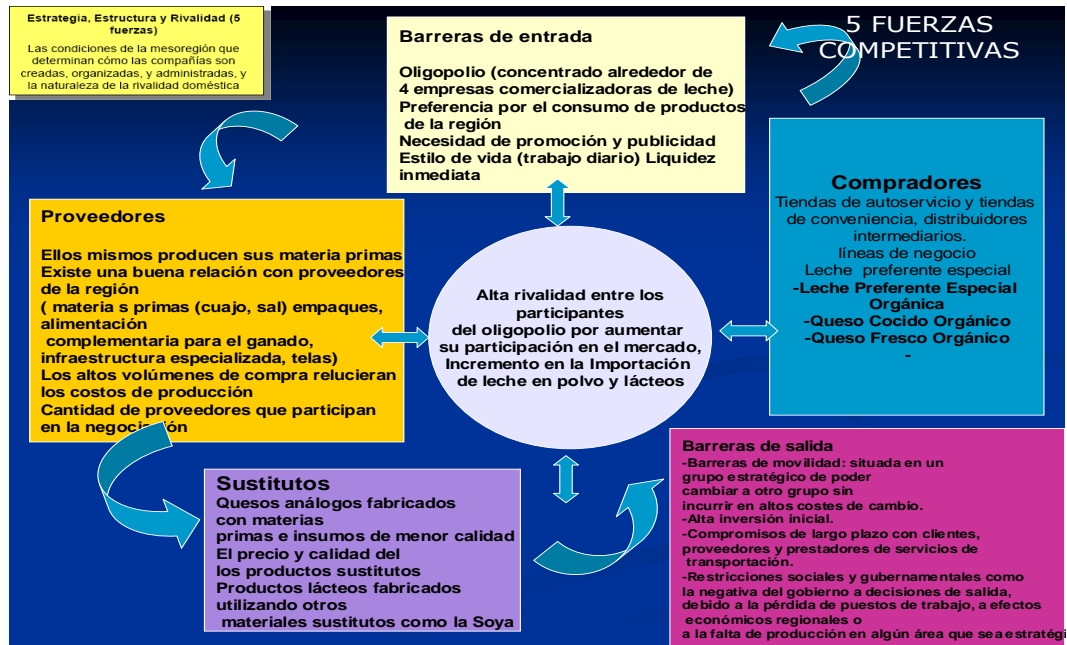 Estrategia, Estructura y Rivalidad (5
fuerzas)
Las condiciones de la mesoregión que
determinan cómo las compañías son
creadas, organizadas, y administradas, y
la naturaleza de la rivalidad doméstica
5 FUERZAS
COMPETITIVAS
Barreras de entrada
Oligopolio (concentrado alrededor de
4 empresas comercializadoras de leche)
Preferencia por el consumo de productos
de la región
Necesidad de promoción y publicidad
Estilo de vida (trabajo diario) Liquidez
inmediata
Compradores
Tiendas de autoservicio y tiendas
de conveniencia, distribuidores
intermediarios.
líneas de negocio
Leche preferente especial
-Leche Preferente Especial
Orgánica
-Queso Cocido Orgánico
-Queso Fresco Orgánico
-
Proveedores
Ellos mismos producen sus materia primas
Existe una buena relación con proveedores
de la región
( materia s primas (cuajo, sal) empaques,
alimentación
complementaria para el ganado,
infraestructura especializada, telas)
Los altos volúmenes de compra relucieran
los costos de producción
Cantidad de proveedores que participan
en la negociación
Alta rivalidad entre los
participantes
del oligopolio por aumentar
su participación en el mercado,
Incremento en la Importación
de leche en polvo y lácteos
Sustitutos
Quesos análogos fabricados
con materias
primas e insumos de menor calidad
El precio y calidad del
los productos sustitutos
Productos lácteos fabricados
utilizando otros
materiales sustitutos como la Soya
Barreras de salida
-Barreras de movilidad: situada en un
grupo estratégico de poder
cambiar a otro grupo sin
incurrir en altos costes de cambio.
-Alta inversión inicial.
-Compromisos de largo plazo con clientes,
proveedores y prestadores de servicios de
transportación.
-Restricciones sociales y gubernamentales como
la negativa del gobierno a decisiones de salida,
debido a la pérdida de puestos de trabajo, a efectos
económicos regionales o
a la falta de producción en algún área que sea estratégi